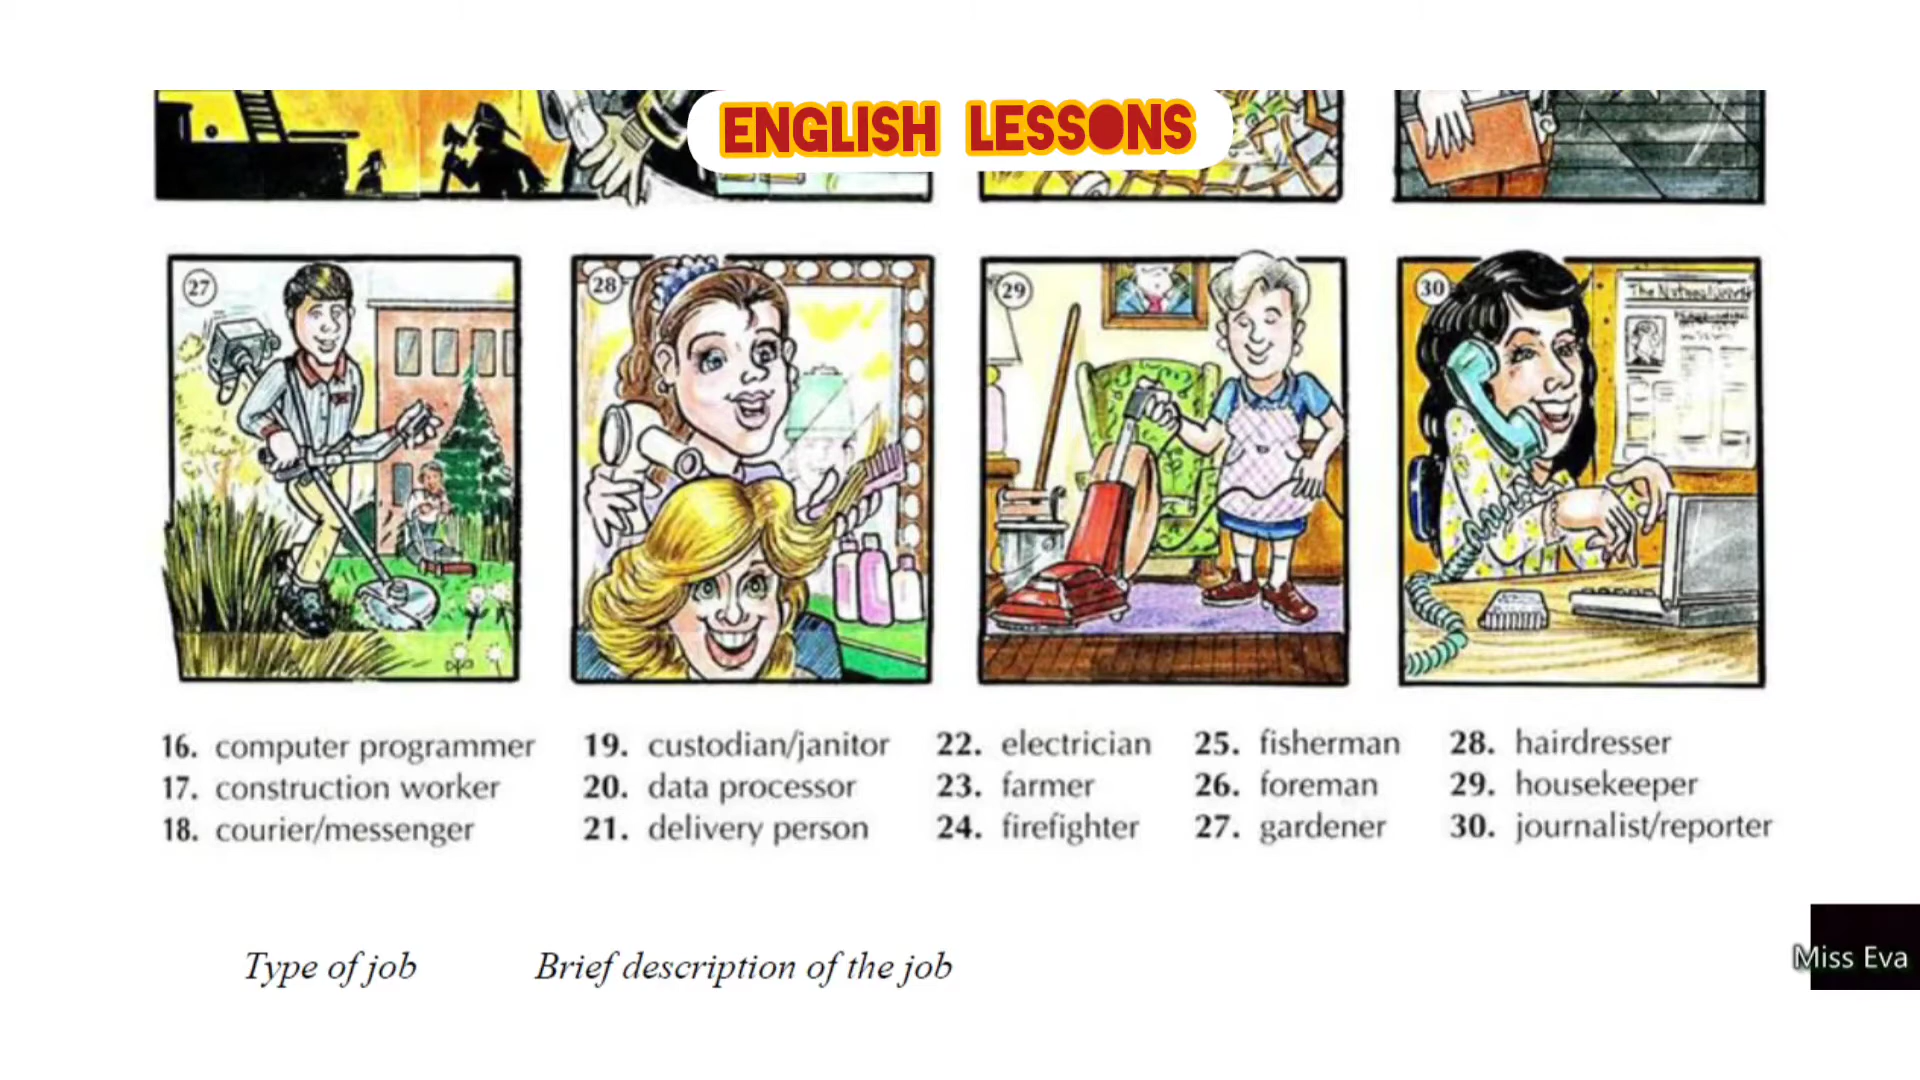 ENGLISH LESSONS
27
28
29
30
16. computer programmer
17. construction worker
18. courier/messenger
19. custodian/janitor
20. data processor
21. delivery person
22. electrician
23. farmer
24. firefighter
25. fisherman
26. foreman
27. gardener
28. hairdresser
29. housekeeper
30. journalist/reporter
Type of job Brief description of the job
Miss Eva